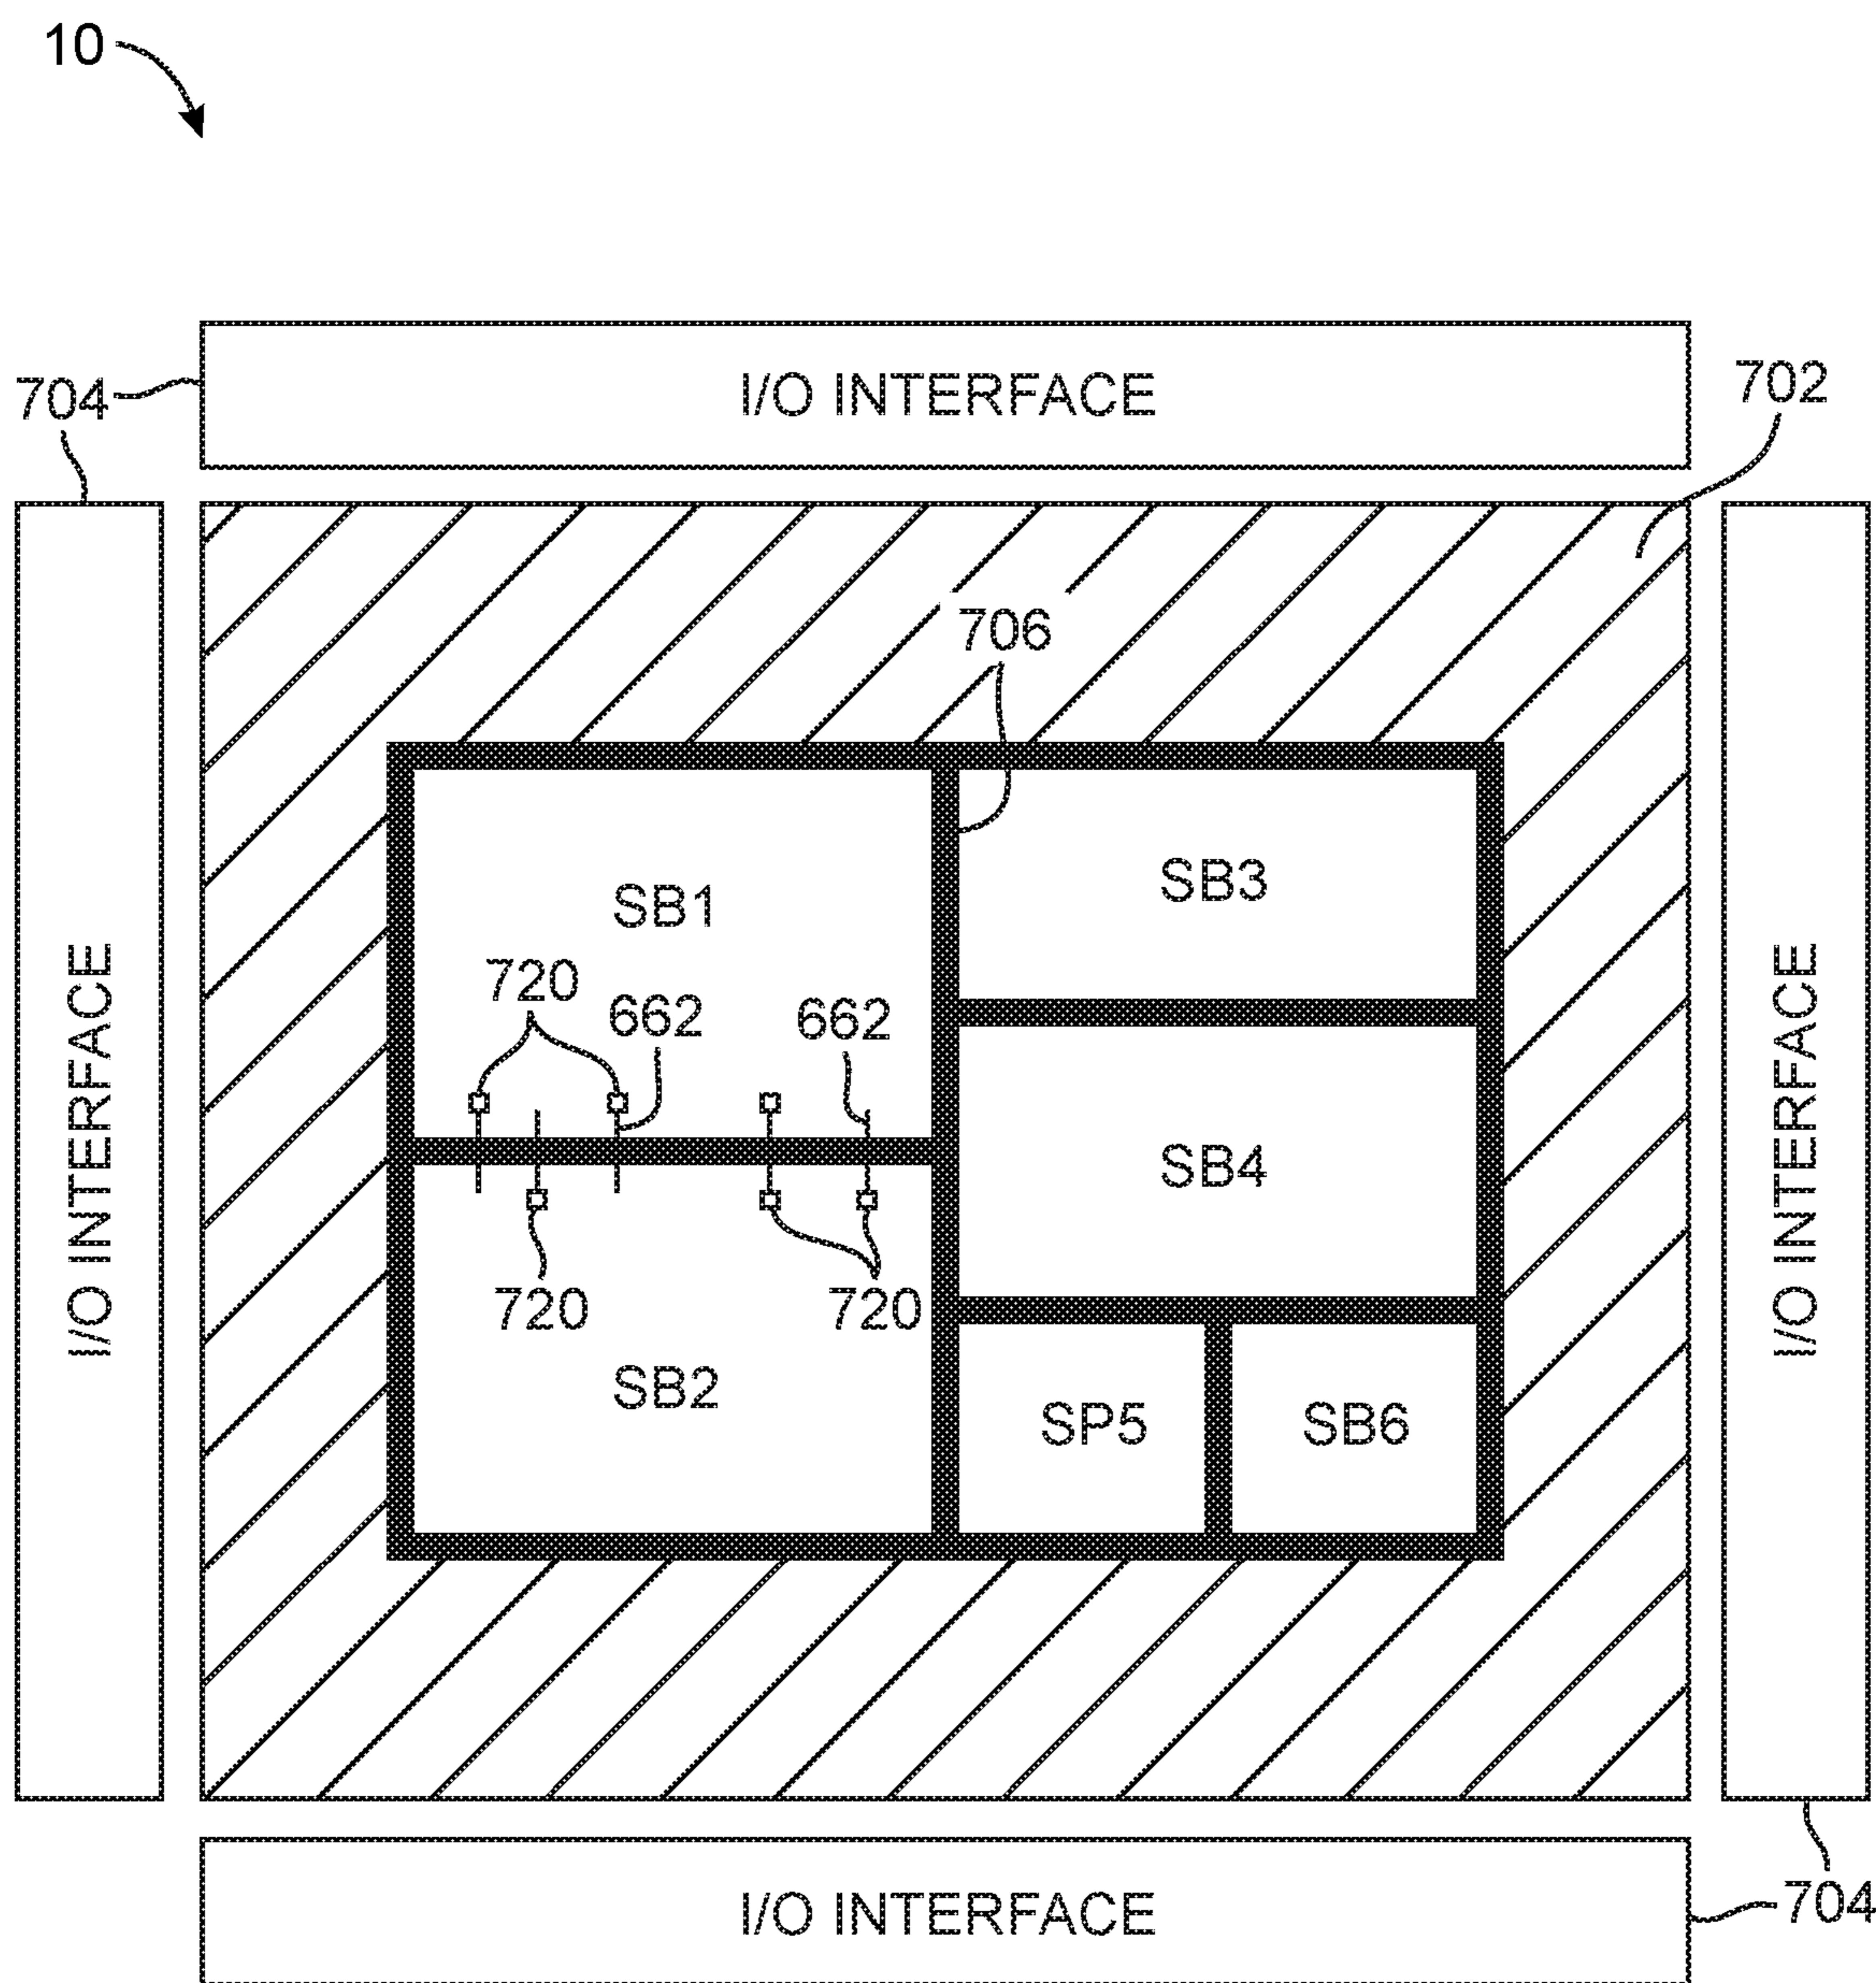 10
I/O INTERFACE
704
702
704
I/O INTERFACE
706
SB1
SB3
720
662
662
SB4
I/O INTERFACE
720
720
SB2
SP5
SB6
I/O INTERFACE
704